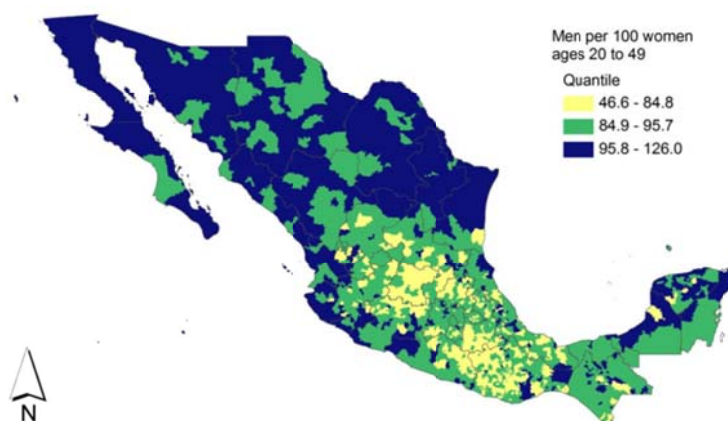 Men per 100 women
ages 20 to 49
Quantile
46.6 - 84.8
84.9 - 95.7
95.8 - 126.0
N